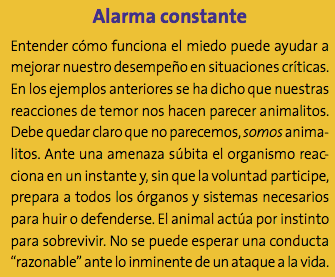 Alarma constante
Entender cómo funciona el miedo puede ayudar a
mejorar nuestro desempeño en situaciones críticas.
En los ejemplos anteriores se ha dicho que nuestras
reacciones de temor nos hacen parecer animalitos.
Debe quedar claro que no parecemos, somos anima-
litos. Ante una amenaza súbita el organismo reac-
ciona en un instante y, sin que la voluntad participe,
prepara a todos los órganos y sistemas necesarios
para huir o defenderse. El animal actúa por instinto
para sobrevivir. No se puede esperar una conducta
“razonable” ante lo inminente de un ataque a la vida.